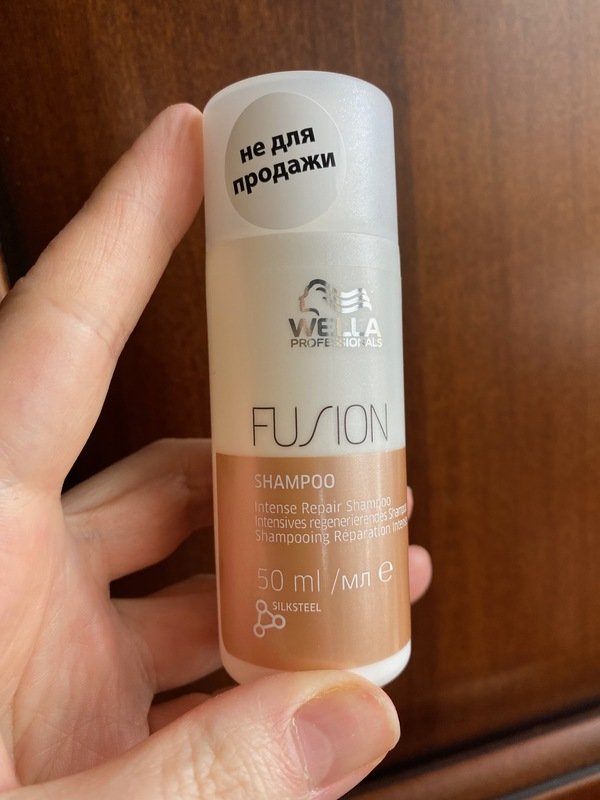 не для
продажи
WELLA
PROFESSIONALS
FUSION
SHAMPOO
Intense Repair Shampoo
Intensives regenerierendes Shampoo
Shampooing Réparation Intense
50 ml /мл e
SILKSTEEL